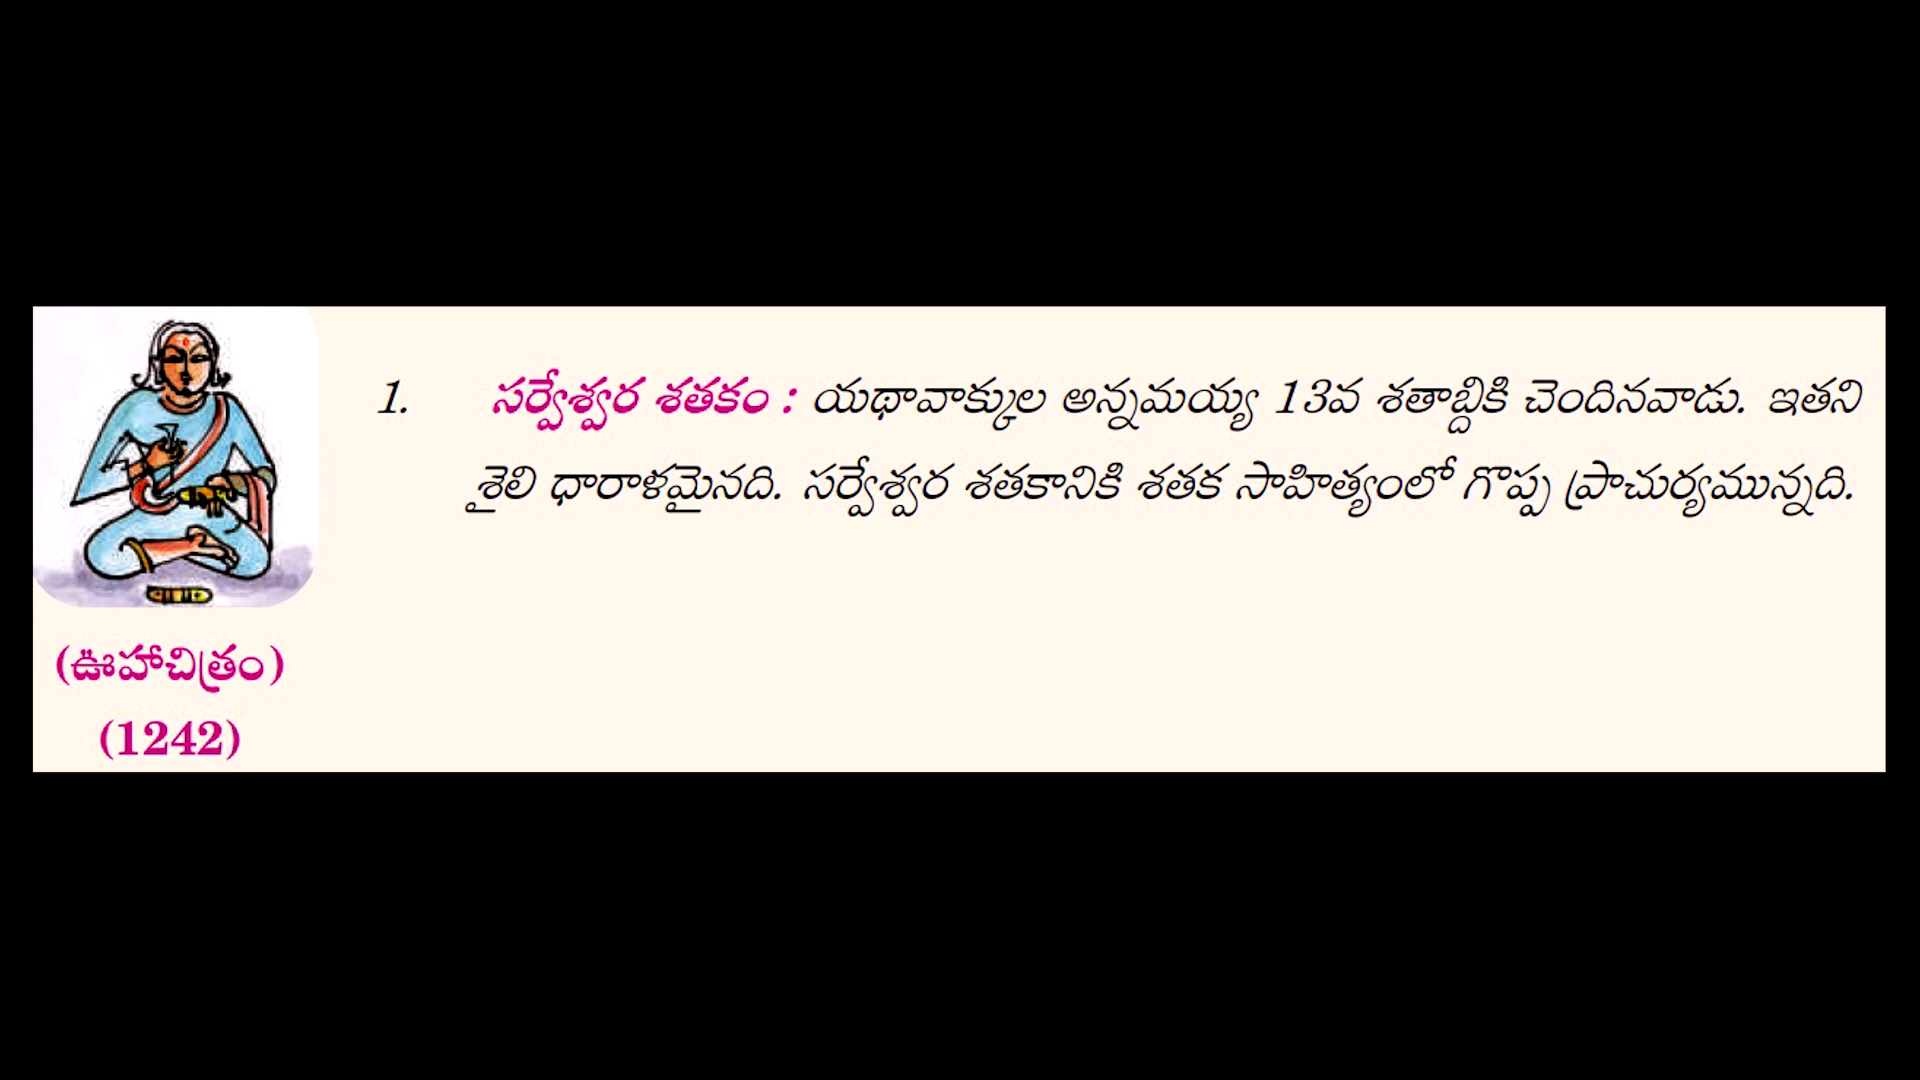 1. సర్వేశ్వర శతకం : యథావాక్కుల అన్నమయ్య 13వ శతాబ్దికి చెందినవాడు. ఇతని
శైలి ధారాళమైనది. సర్వేశ్వర శతకానికి శతక సాహిత్యంలో గొప్ప ప్రాచుర్యమున్నది.
(ఊహాచిత్రం)
(1242)